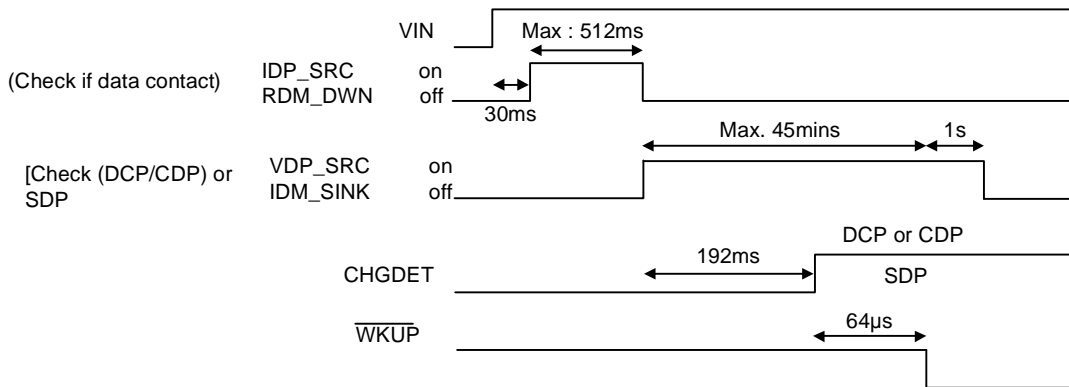 VIN
Max : 512ms
(Check if data contact)
IDP_SRC on
RDM_DWN off
30ms
Max. 45mins
1s
[Check (DCP/CDP) or
SDP
VDP_SRC on
IDM_SINK off
DCP or CDP
192ms
CHGDET
SDP
64µs
WKUP